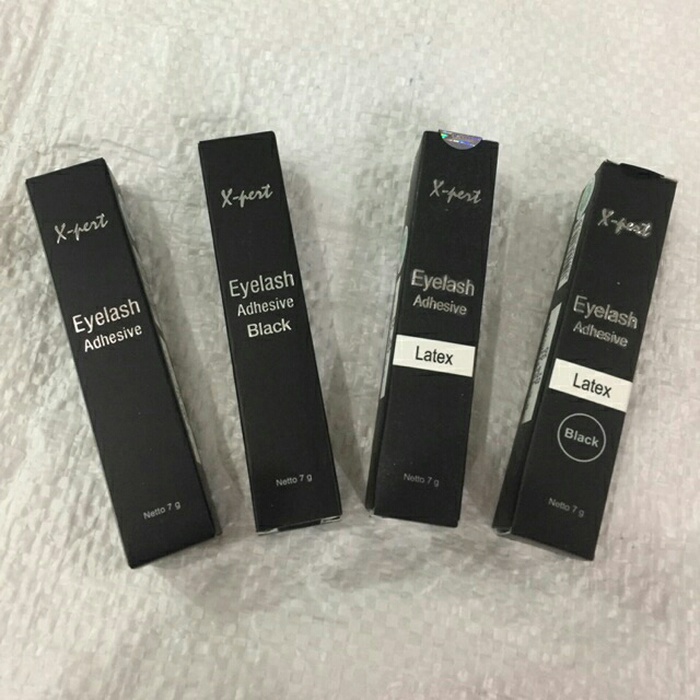 X-pert
Eyelash
Adhesive
Netto 7 g
X-pert
Eyelash
Adhesive
Black
Netto 7 g
X-pert
Eyelash
Adhesive
Latex
Netto 7 g
X-pert
Eyelash
Adhesive
Latex
Black
Netto 7 g